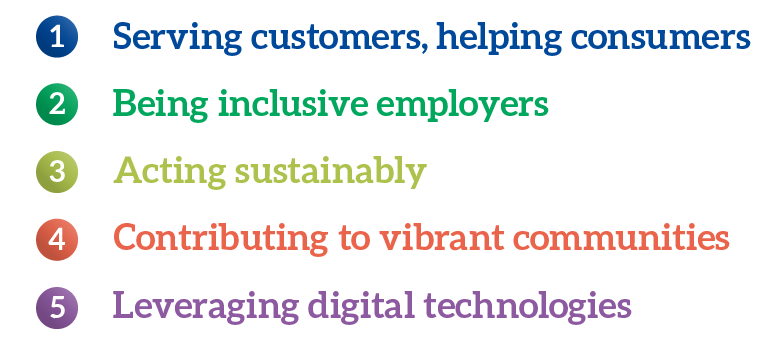 1 Serving customers, helping consumers
2 Being inclusive employers
3 Acting sustainably
4 Contributing to vibrant communities
5 Leveraging digital technologies